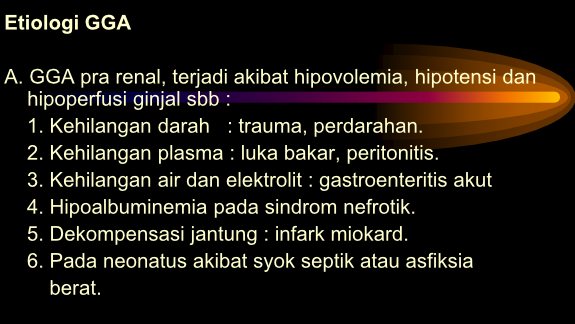 Etiologi GGA
A. GGA pra renal, terjadi akibat hipovolemia, hipotensi dan
hipoperfusi ginjal sbb :
1. Kehilangan darah : trauma, perdarahan.
2. Kehilangan plasma : luka bakar, peritonitis.
3. Kehilangan air dan elektrolit : gastroenteritis akut
4. Hipoalbuminemia pada sindrom nefrotik.
5. Dekompensasi jantung : infark miokard.
6. Pada neonatus akibat syok septik atau asfiksia
berat.